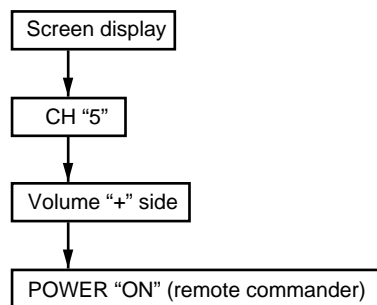 Screen display
CH “5”
Volume “+” side
POWER “ON” (remote commander)